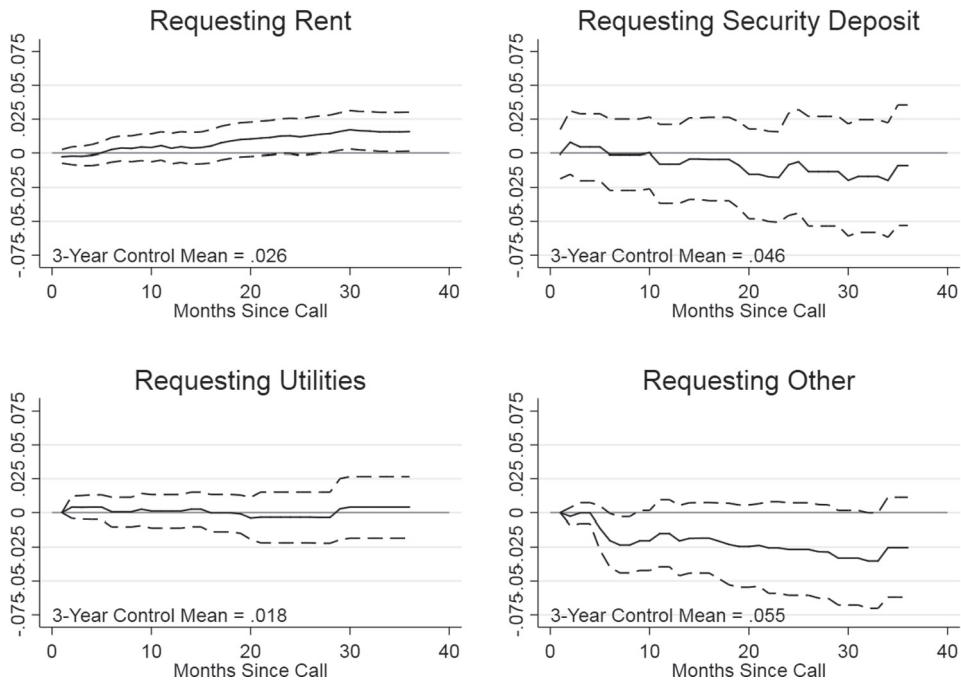 Requesting Rent
.075
.05
.025
0
-.025
-.05
-.075
3-Year Control Mean = .026
0 10 20 30 40
Months Since Call
Requesting Security Deposit
.075
.05
.025
0
-.025
-.05
-.075
3-Year Control Mean = .046
0 10 20 30 40
Months Since Call
Requesting Utilities
.075
.05
.025
0
-.025
-.05
-.075
3-Year Control Mean = .018
0 10 20 30 40
Months Since Call
Requesting Other
.075
.05
.025
0
-.025
-.05
-.075
3-Year Control Mean = .055
0 10 20 30 40
Months Since Call